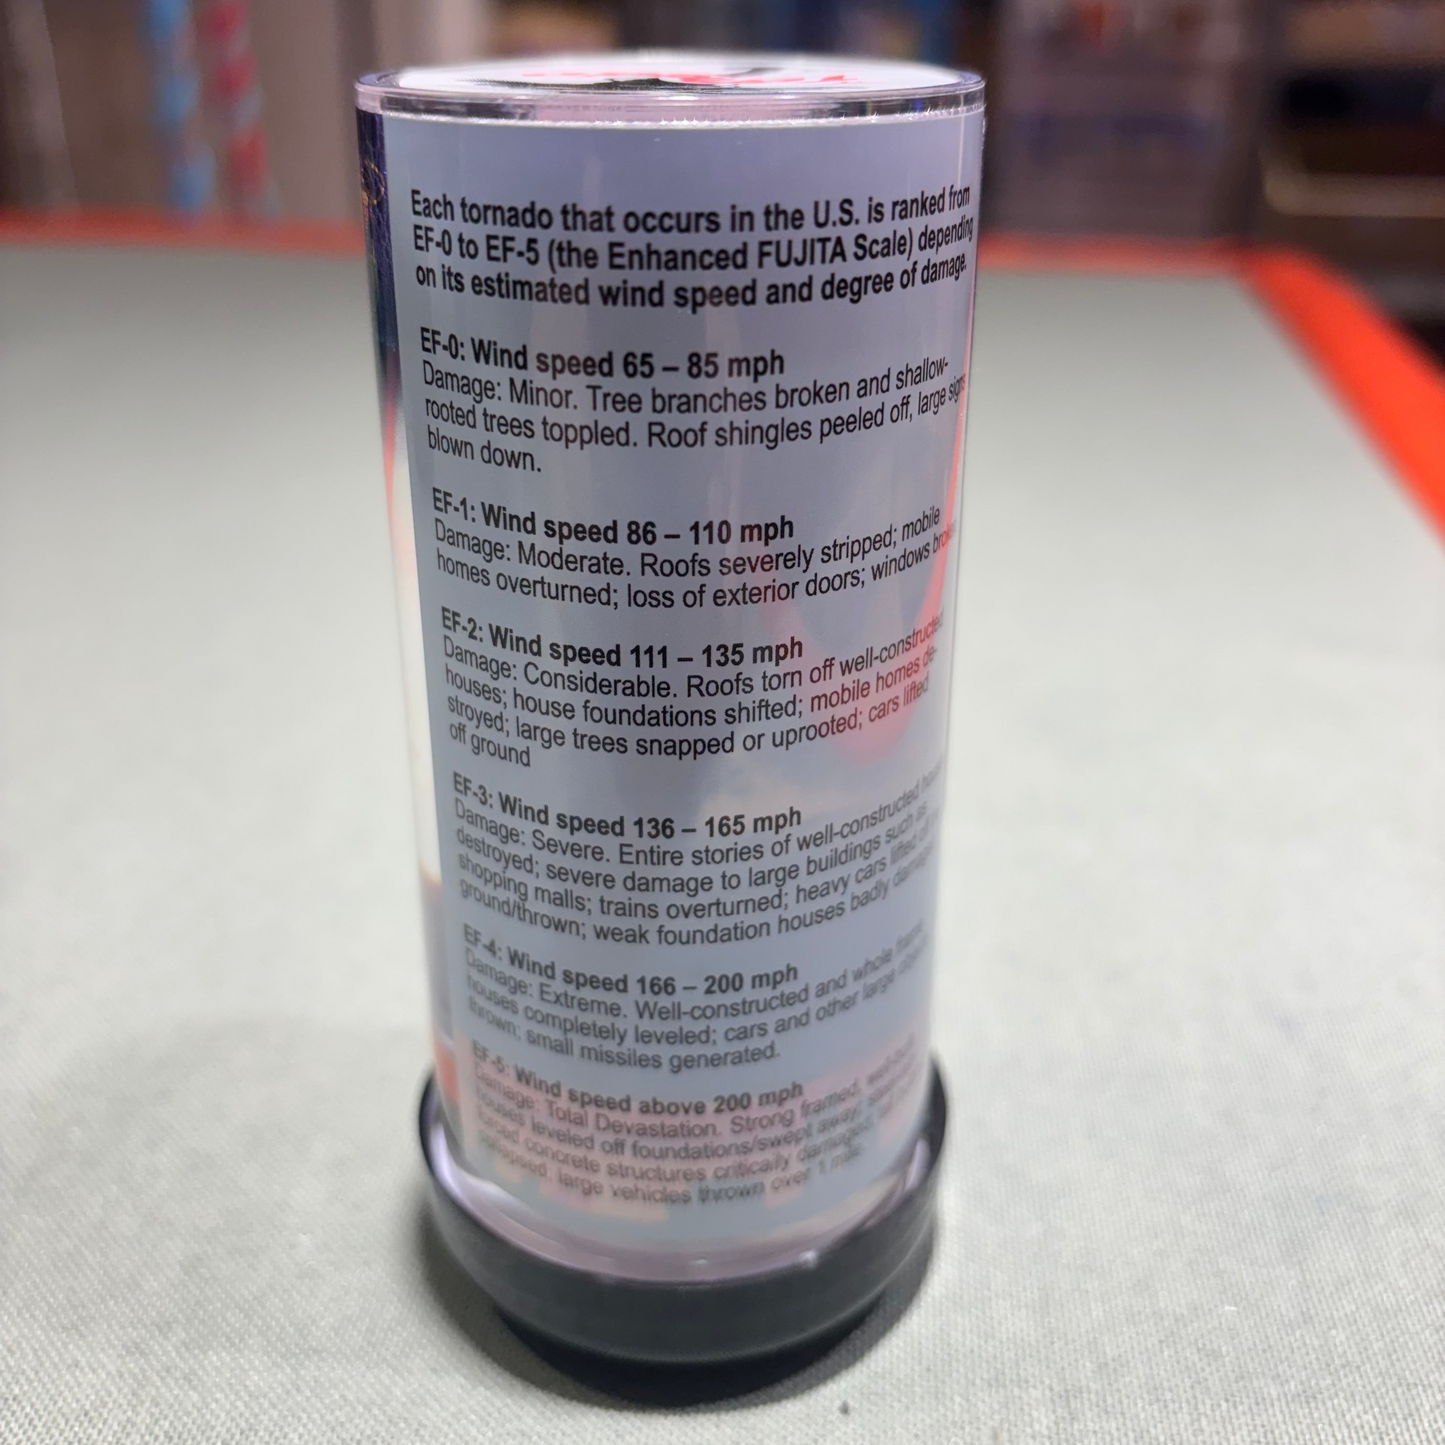 Each tornado that occurs in the U.S. is ranked from
EF-0 to EF-5 (the Enhanced FUJITA Scale) depending
on its estimated wind speed and degree of damage.
EF-0: Wind speed 65 – 85 mph
Damage: Minor. Tree branches broken and shallow-
rooted trees toppled. Roof shingles peeled off, large signs
blown down.
EF-1: Wind speed 86 – 110 mph
Damage: Moderate. Roofs severely stripped; mobile
homes overturned; loss of exterior doors; windows
EF-2: Wind speed 111 – 135 mph
Damage: Considerable. Roofs torn off well-constructed
houses; house foundations shifted; mobile homes de-
stroyed; large trees snapped or uprooted; cars lifted
off ground
EF-3: Wind speed 136 – 165 mph
Damage: Severe. Entire stories of well-constructed
destroyed; severe damage to large buildings such as
shopping malls; trains overturned; heavy cars lifted
ground/thrown; weak foundation houses badly
EF-4: Wind speed 166 – 200 mph
Damage: Extreme. Well-constructed and whole frame
houses completely leveled; cars and other large
thrown; small missiles generated.
EF-5: Wind speed above 200 mph
Damage: Total Devastation. Strong framed,
houses leveled off foundations/swept away;
concrete structures critically damaged;
large vehicles thrown over 1 mile.